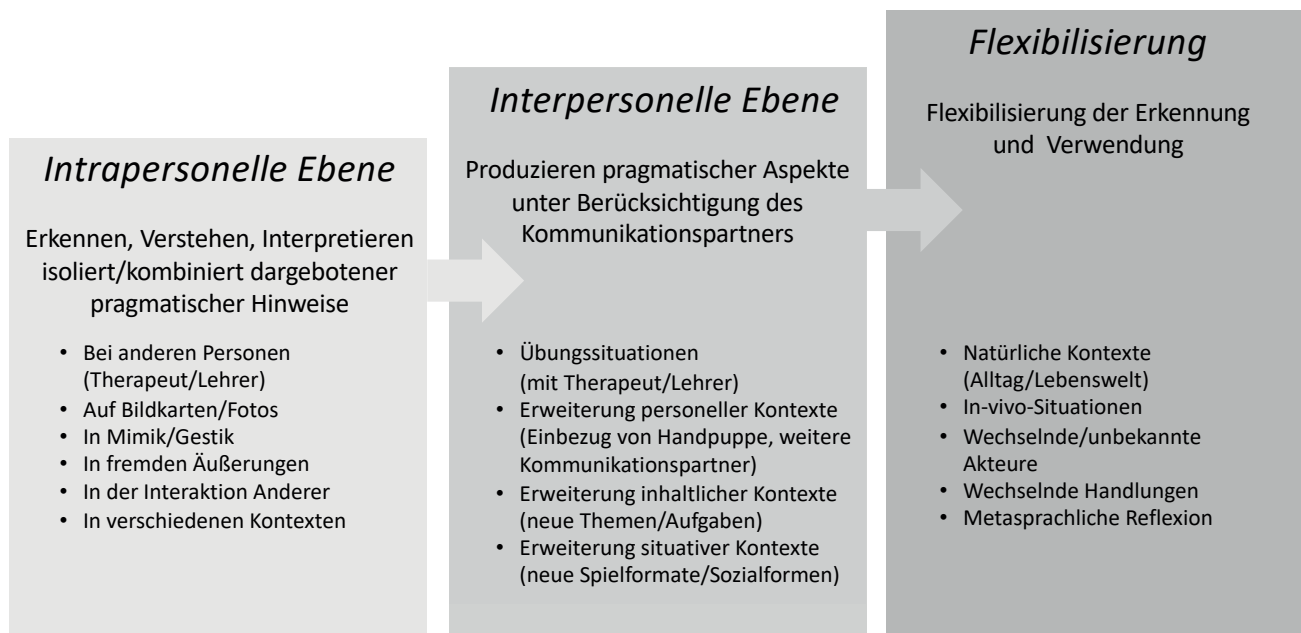 Intrapersonelle Ebene
Erkennen, Verstehen, Interpretieren
isoliert/kombiniert dargebotener
pragmatischer Hinweise
• Bei anderen Personen
(Therapeut/Lehrer)
• Auf Bildkarten/Fotos
• In Mimik/Gestik
• In fremden Äußerungen
• In der Interaktion Anderer
• In verschiedenen Kontexten
Interpersonelle Ebene
Produzieren pragmatischer Aspekte
unter Berücksichtigung des
Kommunikationspartners
• Übungssituationen
(mit Therapeut/Lehrer)
• Erweiterung personeller Kontexte
(Einbezug von Handpuppe, weitere
Kommunikationspartner)
• Erweiterung inhaltlicher Kontexte
(neue Themen/Aufgaben)
• Erweiterung situativer Kontexte
(neue Spielformate/Sozialformen)
Flexibilisierung
Flexibilisierung der Erkennung
und Verwendung
• Natürliche Kontexte
(Alltag/Lebenswelt)
• In-vivo-Situationen
• Wechselnde/unbekannte
Akteure
• Wechselnde Handlungen
• Metasprachliche Reflexion